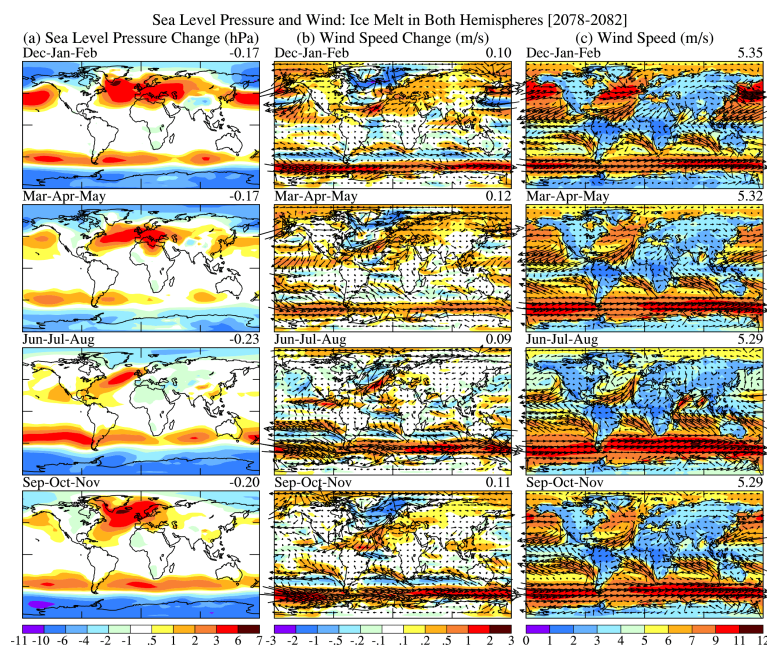 Sea Level Pressure and Wind: Ice Melt in Both Hemispheres [2078-2082]
(a) Sea Level Pressure Change (hPa) (b) Wind Speed Change (m/s) (c) Wind Speed (m/s)
Dec-Jan-Feb -0.17 Dec-Jan-Feb 0.10 Dec-Jan-Feb 5.35
Mar-Apr-May -0.17 Mar-Apr-May 0.12 Mar-Apr-May 5.32
Jun-Jul-Aug -0.23 Jun-Jul-Aug 0.09 Jun-Jul-Aug 5.29
Sep-Oct-Nov -0.20 Sep-Oct-Nov 0.11 Sep-Oct-Nov 5.29
-11 -10 -6 -4 -2 -1 .5 1 2 3 6 7 -3 -2 -1 -.5 -.2 -.1 .1 .2 .5 1 2 3 0 1 2 3 4 5 6 7 9 11 12